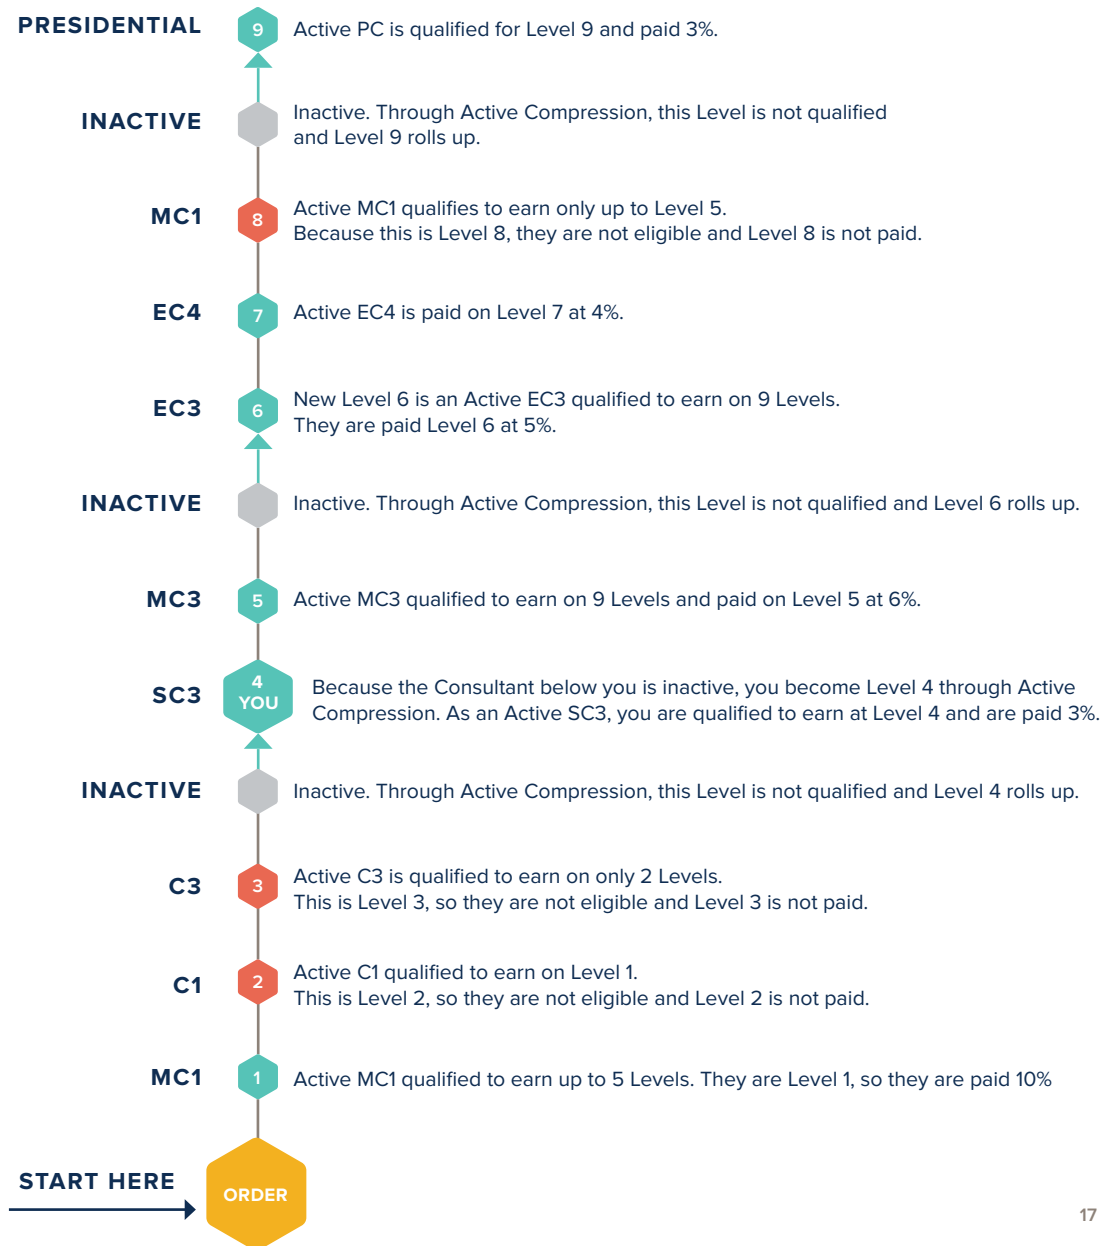 PRESIDENTIAL
9
Active PC is qualified for Level 9 and paid 3%.
INACTIVE
Inactive. Through Active Compression, this Level is not qualified
and Level 9 rolls up.
MC1
8
Active MC1 qualifies to earn only up to Level 5.
Because this is Level 8, they are not eligible and Level 8 is not paid.
EC4
7
Active EC4 is paid on Level 7 at 4%.
EC3
6
New Level 6 is an Active EC3 qualified to earn on 9 Levels.
They are paid Level 6 at 5%.
INACTIVE
Inactive. Through Active Compression, this Level is not qualified and Level 6 rolls up.
MC3
5
Active MC3 qualified to earn on 9 Levels and paid on Level 5 at 6%.
SC3
4
YOU
Because the Consultant below you is inactive, you become Level 4 through Active
Compression. As an Active SC3, you are qualified to earn at Level 4 and are paid 3%.
INACTIVE
Inactive. Through Active Compression, this Level is not qualified and Level 4 rolls up.
C3
3
Active C3 is qualified to earn on only 2 Levels.
This is Level 3, so they are not eligible and Level 3 is not paid.
C1
2
Active C1 qualified to earn on Level 1.
This is Level 2, so they are not eligible and Level 2 is not paid.
MC1
1
Active MC1 qualified to earn up to 5 Levels. They are Level 1, so they are paid 10%
START HERE
ORDER
17